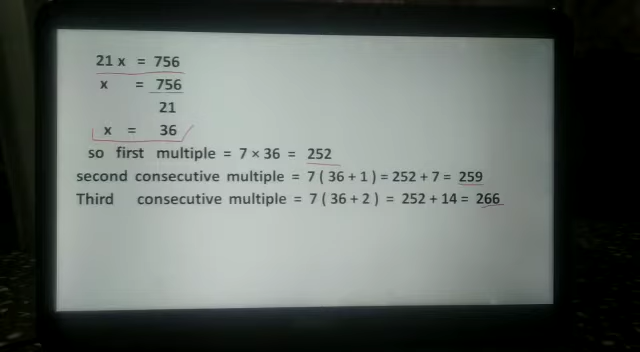 21 x = 756
x = 756
21
x = 36
so first multiple = 7 × 36 = 252
second consecutive multiple = 7 ( 36 + 1 ) = 252 + 7 = 259
Third consecutive multiple = 7 ( 36 + 2 ) = 252 + 14 = 266